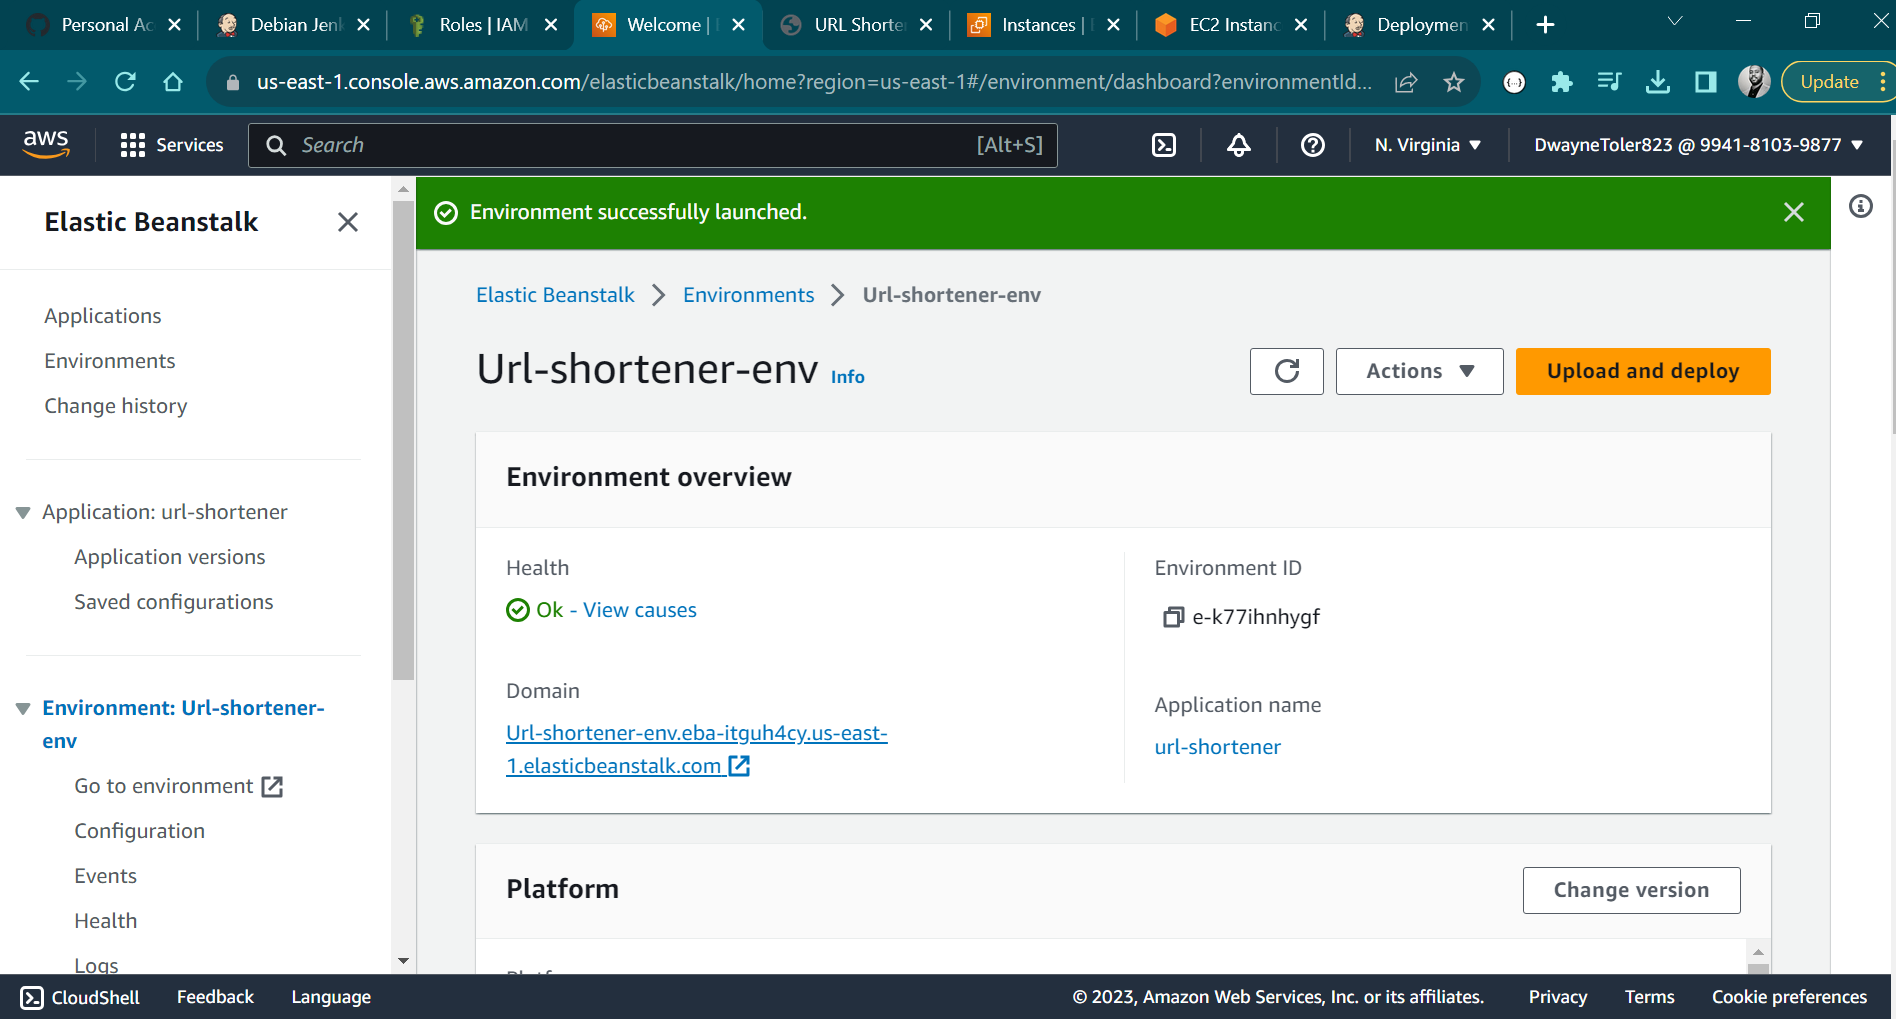 Personal Ac
Debian Jenk
Roles | IAM
Welcome |
URL Shorte
Instances |
EC2 Instanc
Deploymen
us-east-1.console.aws.amazon.com/elasticbeanstalk/home?region=us-east-1#/environment/dashboard?environmentId...
Update
aws
Services
Search
[Alt+S]
N. Virginia
DwayneToler823 @ 9941-8103-9877
Elastic Beanstalk
Applications
Environments
Change history
Application: url-shortener
Application versions
Saved configurations
Environment: Url-shortener-
env
Go to environment
Configuration
Events
Health
Logs
Environment successfully launched.
Elastic Beanstalk
Environments
Url-shortener-env
Url-shortener-env Info
Actions
Upload and deploy
Environment overview
Health
Ok - View causes
Domain
Url-shortener-env.eba-itguh4cy.us-east-
1.elasticbeanstalk.com
Environment ID
e-k77ihnhygf
Application name
url-shortener
Platform
Change version
CloudShell
Feedback
Language
© 2023, Amazon Web Services, Inc. or its affiliates.
Privacy
Terms
Cookie preferences